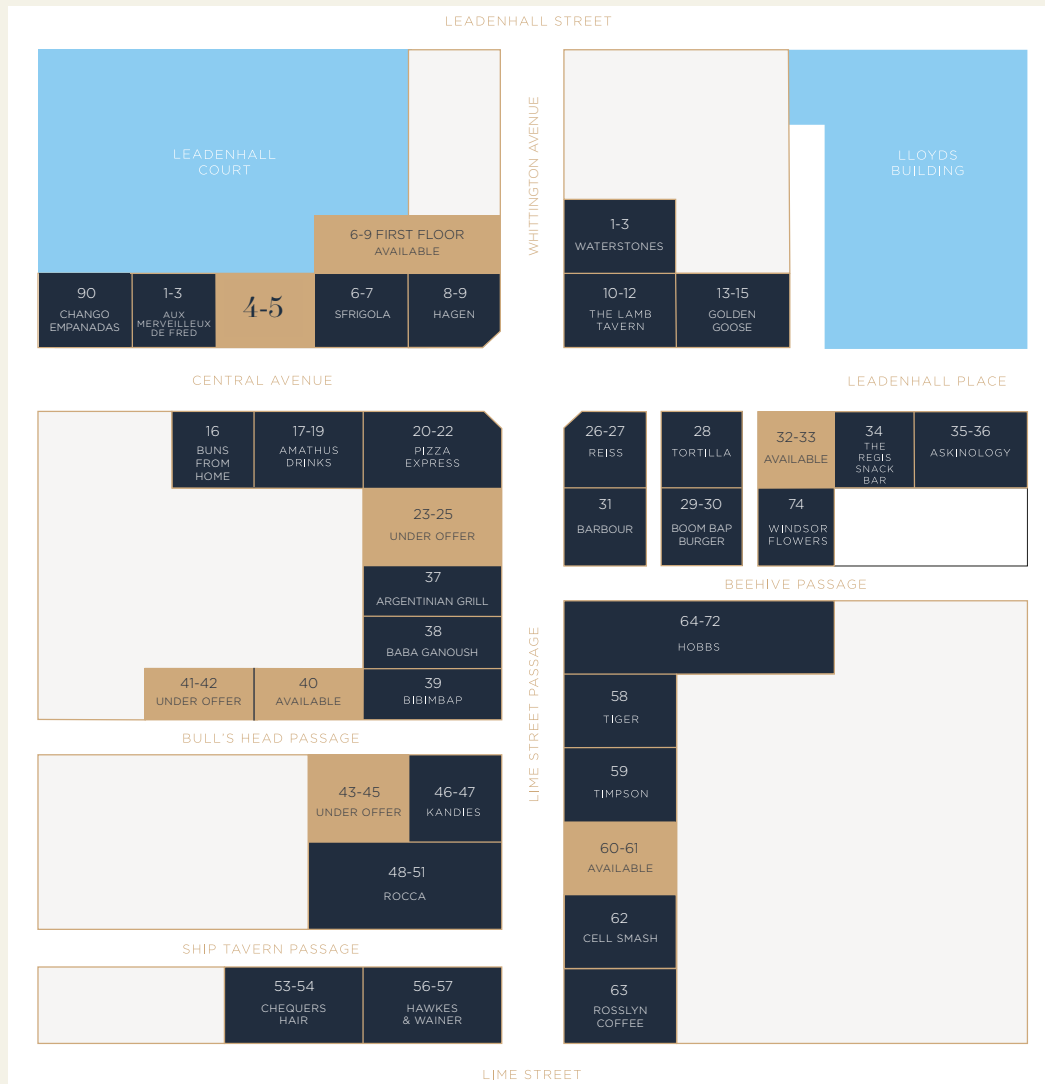 LEADENHALL STREET
LEADENHALL
COURT
WHITTINGTON AVENUE
LLOYDS
BUILDING
6-9 FIRST FLOOR
AVAILABLE
1-3
WATERSTONES
90
CHANGO
EMPANADAS
1-3
AUX
MERVEILLEUX
DE FRED
4-5
6-7
SFRIGOLA
8-9
HAGEN
10-12
THE LAMB
TAVERN
13-15
GOLDEN
GOOSE
CENTRAL AVENUE
LEADENHALL PLACE
16
BUNS
FROM
HOME
17-19
AMATHUS
DRINKS
20-22
PIZZA
EXPRESS
26-27
REISS
28
TORTILLA
32-33
AVAILABLE
34
THE
REGIS
SNACK
BAR
35-36
ASKINOLOGY
23-25
UNDER OFFER
31
BARBOUR
29-30
BOOM BAP
BURGER
74
WINDSOR
FLOWERS
37
ARGENTINIAN GRILL
BEEHIVE PASSAGE
38
BABA GANOUSH
LIME STREET PASSAGE
64-72
HOBBS
41-42
UNDER OFFER
40
AVAILABLE
39
BIBIMBAP
58
TIGER
BULL'S HEAD PASSAGE
43-45
UNDER OFFER
46-47
KANDIES
59
TIMPSON
48-51
ROCCA
60-61
AVAILABLE
62
CELL SMASH
SHIP TAVERN PASSAGE
53-54
CHEQUERS
HAIR
56-57
HAWKES
& WAINER
63
ROSSLYN
COFFEE
LIME STREET